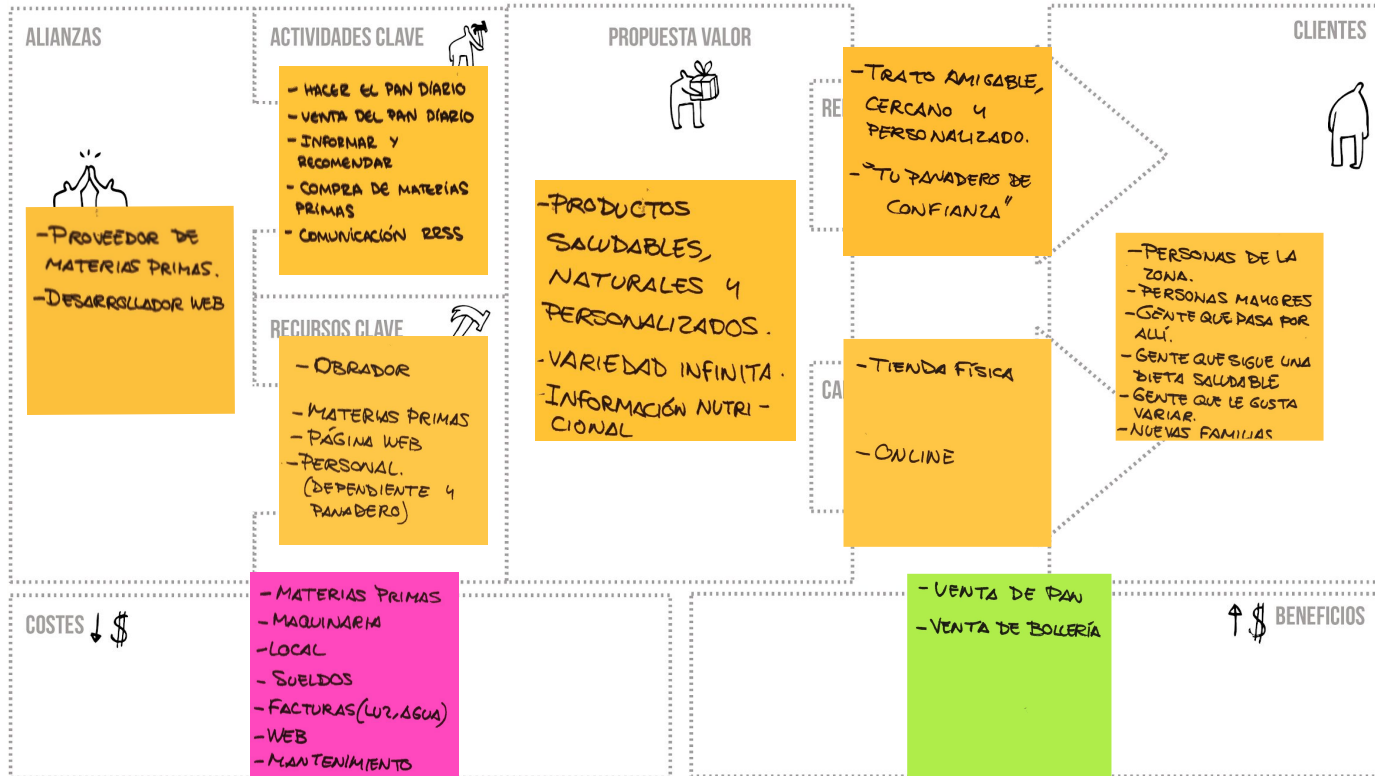 ALIANZAS
- PROVEEDOR DE
MATERIAS PRIMAS.
- DESARROLLADOR WEB
ACTIVIDADES CLAVE
- HACER EL PAN DIARIO
- VENTA DEL PAN DIARIO
- INFORMAR Y
RECOMENDAR
- COMPRA DE MATERIAS
PRIMAS
- COMUNICACIÓN RRSS
RECURSOS CLAVE
- OBRADOR
- MATERIAS PRIMAS
- PÁGINA WEB
- PERSONAL.
(DEPENDIENTE Y
PANADERO)
PROPUESTA VALOR
- PRODUCTOS
SALUDABLES,
NATURALES Y
PERSONALIZADOS.
- VARIEDAD INFINITA.
- INFORMACIÓN NUTRI-
CIONAL
RE
- TRATO AMIGABLE,
CERCANO Y
PERSONALIZADO.
- "TU PANADERO DE
CONFIANZA"
CA
- TIENDA FÍSICA
- ONLINE
CLIENTES
- PERSONAS DE LA
ZONA.
- PERSONAS MAYORES
- GENTE QUE PASA POR
ALLÍ.
- GENTE QUE SIGUE UNA
DIETA SALUDABLE
- GENTE QUE LE GUSTA
VARIAR.
- NUEVAS FAMILIAS
COSTES ↓ $
- MATERIAS PRIMAS
- MAQUINARIA
- LOCAL
- SUELDOS
- FACTURAS (LUZ, AGUA)
- WEB
- MANTENIMIENTO
↑ $ BENEFICIOS
- VENTA DE PAN
- VENTA DE BOLLERÍA